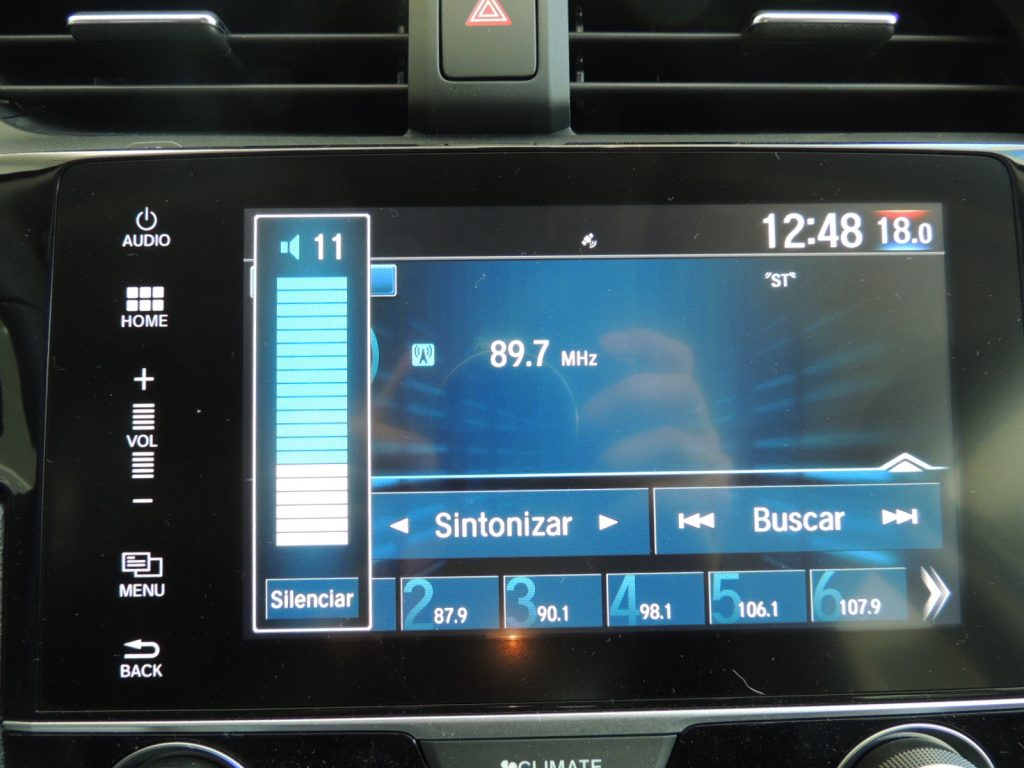 AUDIO
HOME
+
VOL
-
MENU
BACK
11
12:48 18.0
"ST"
89.7 MHz
Sintonizar
Buscar
Silenciar
2 87.9
3 90.1
4 98.1
5 106.1
6 107.9
CLIMATE